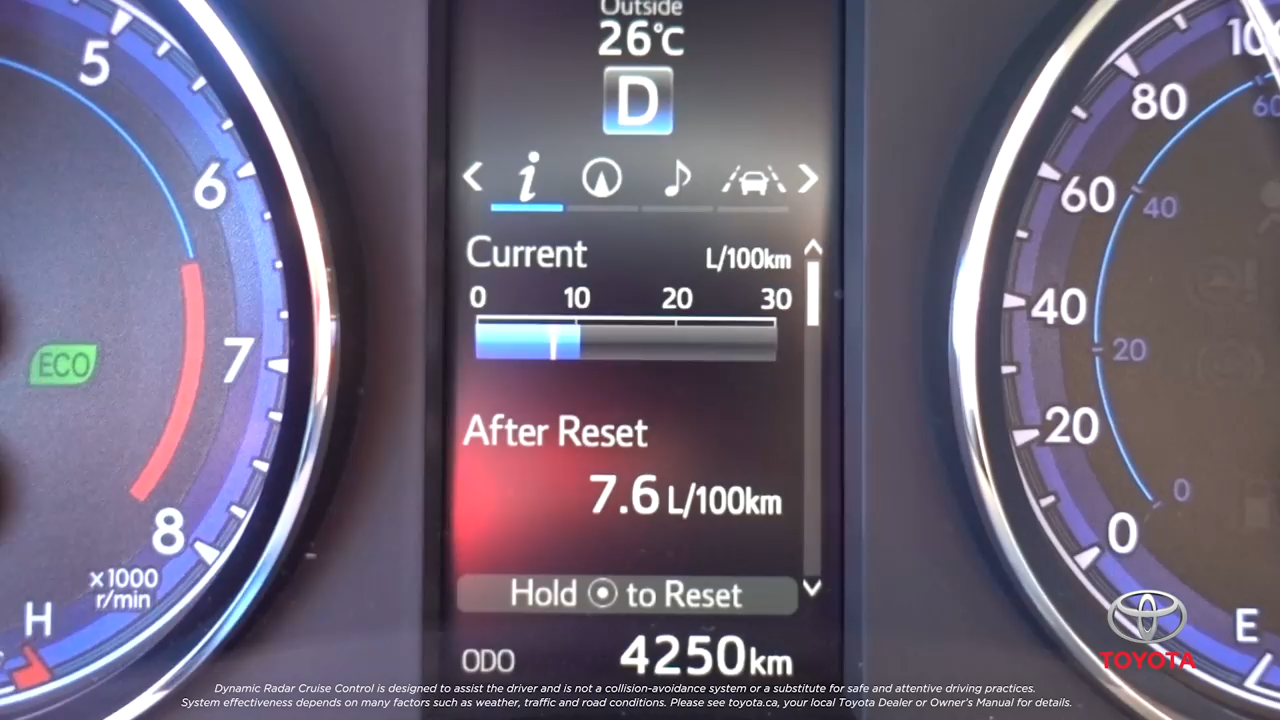 Outside
26°C
D
i
Current L/100km
0 10 20 30
After Reset
7.6 L/100km
Hold to Reset
ODO 4250km
5
6
7
8
x1000
r/min
ECO
H
100
80
60
40
20
0
60
40
20
0
E
TOYOTA
Dynamic Radar Cruise Control is designed to assist the driver and is not a collision-avoidance system or a substitute for safe and attentive driving practices.
System effectiveness depends on many factors such as weather, traffic and road conditions. Please see toyota.ca, your local Toyota Dealer or Owner's Manual for details.